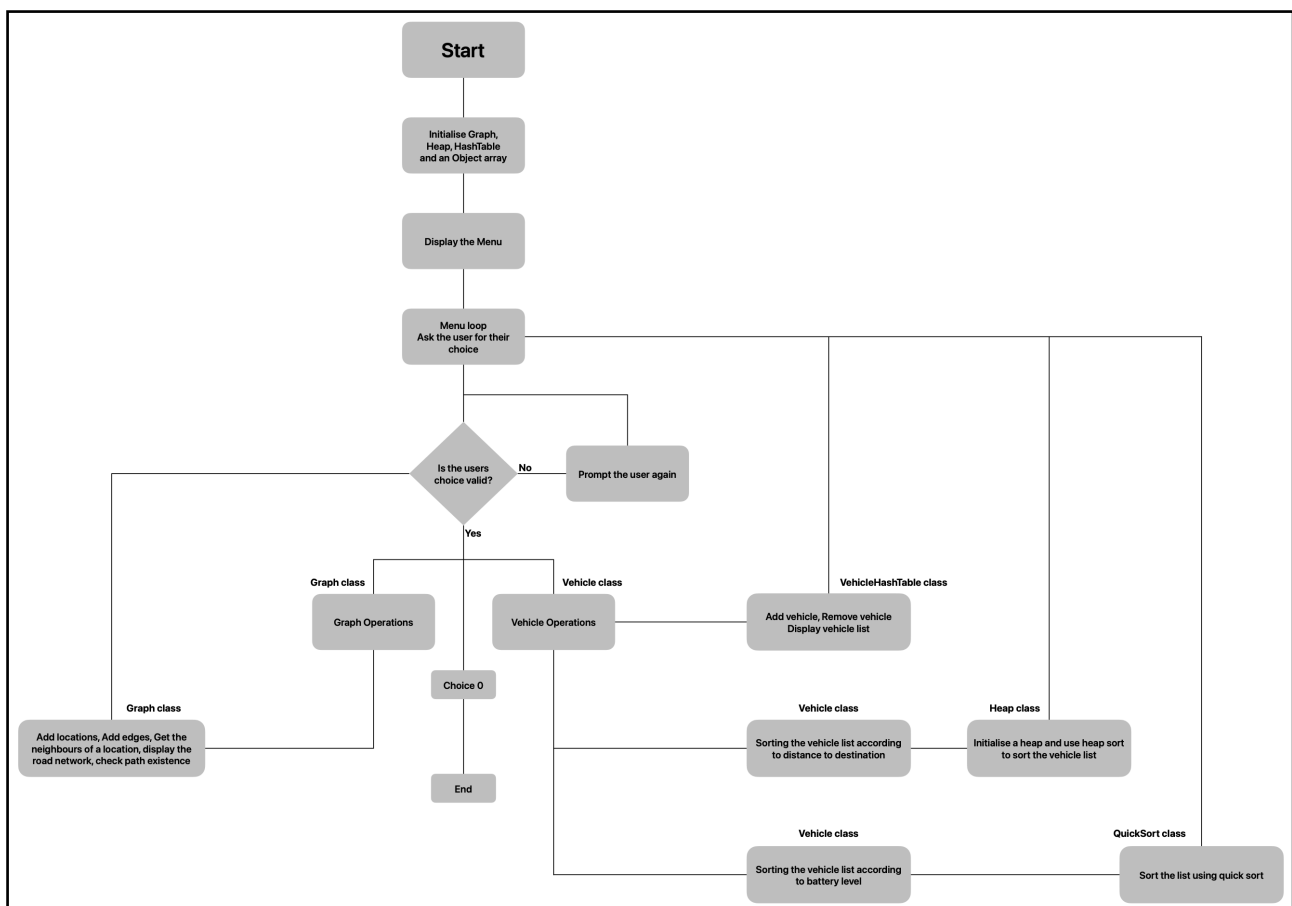 Start
Initialise Graph,
Heap, HashTable
and an Object array
Display the Menu
Menu loop
Ask the user for their
choice
Is the users
choice valid?
No
Prompt the user again
Yes
Graph class
Graph Operations
Vehicle class
Vehicle Operations
VehicleHashTable class
Add vehicle, Remove vehicle
Display vehicle list
Choice 0
End
Graph class
Add locations, Add edges, Get the
neighbours of a location, display the
road network, check path existence
Vehicle class
Sorting the vehicle list according
to distance to destination
Heap class
Initialise a heap and use heap sort
to sort the vehicle list
Vehicle class
Sorting the vehicle list according
to battery level
QuickSort class
Sort the list using quick sort